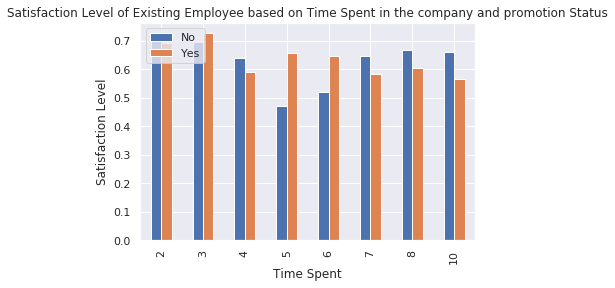 Satisfaction Level of Existing Employee based on Time Spent in the company and promotion Status
No
Yes
Satisfaction Level
0.7
0.6
0.5
0.4
0.3
0.2
0.1
0.0
2 3 4 5 6 7 8 10
Time Spent